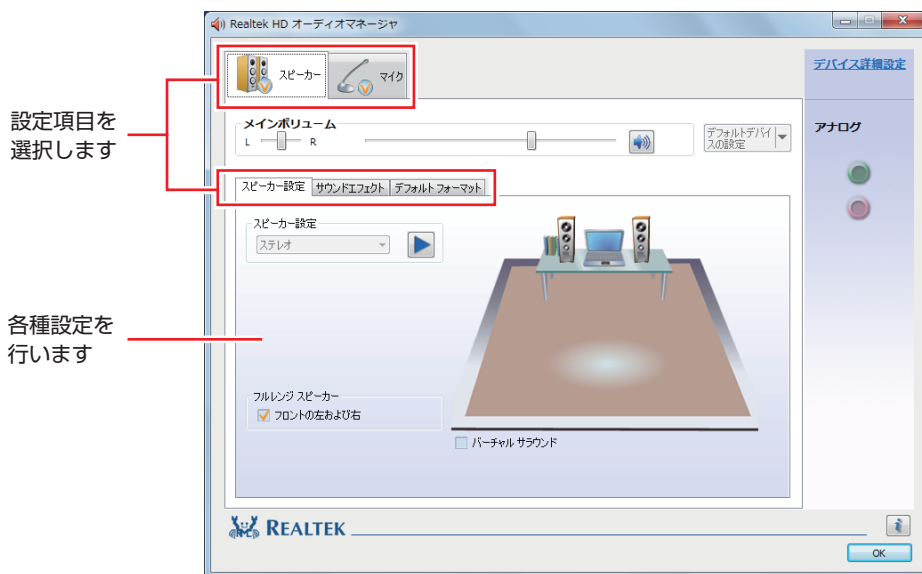 Realtek HD オーディオマネージャ
スピーカー
マイク
デバイス詳細設定
設定項目を
選択します
メインボリューム
L
R
デフォルトデバイ
スの設定
アナログ
スピーカー設定
サウンドエフェクト
デフォルト フォーマット
スピーカー設定
ステレオ
各種設定を
行います
フルレンジ スピーカー
フロントの左および右
バーチャル サラウンド
REALTEK
i
OK